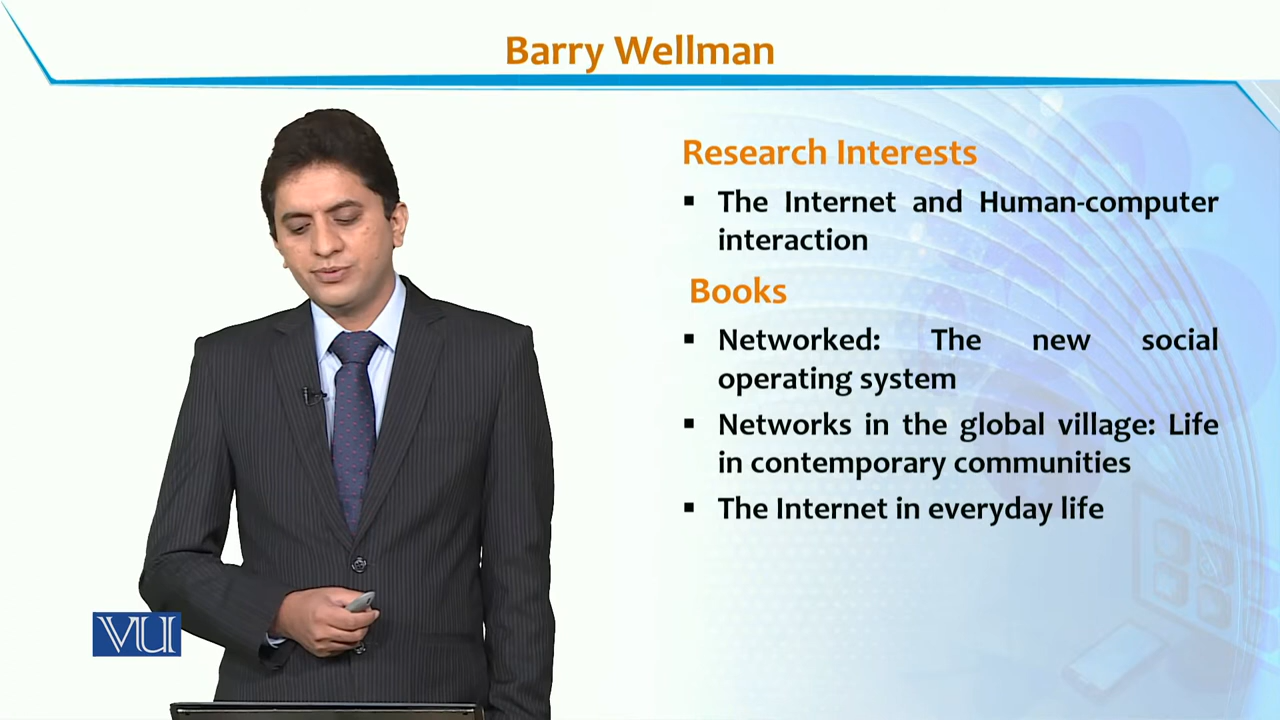 Barry Wellman
Research Interests
▪ The Internet and Human-computer
interaction
Books
▪ Networked: The new social
operating system
▪ Networks in the global village: Life
in contemporary communities
▪ The Internet in everyday life
VU